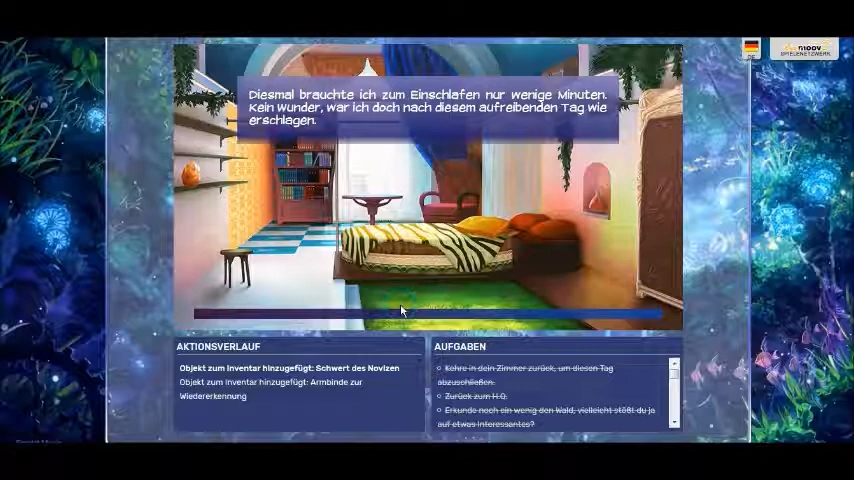 DE
moov
SPIELENETZWERK
Diesmal brauchte ich zum Einschlafen nur wenige Minuten.
Kein Wunder, war ich doch nach diesem aufreibenden Tag wie
erschlagen.
AKTIONSVERLAUF
Objekt zum Inventar hinzugefügt: Schwert des Novizen
Objekt zum Inventar hinzugefügt: Armbinde zur
Wiedererkennung
AUFGABEN
Kehre in dein Zimmer zurück, um diesen Tag
abzuschließen.
Zurück zum H.Q.
Erkunde noch ein wenig den Wald, vielleicht stößt du ja
auf etwas Interessantes?